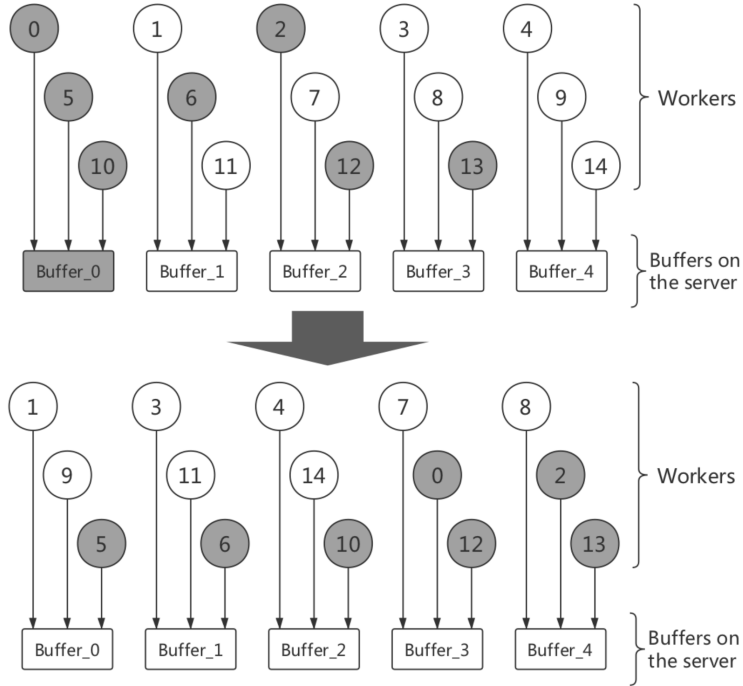 0 1 2 3 4
5 6 7 8 9
Workers
10 11 12 13 14
Buffer_0 Buffer_1 Buffer_2 Buffer_3 Buffer_4
Buffers on
the server
1 3 4 7 8
9 11 14 0 2
Workers
5 6 10 12 13
Buffer_0 Buffer_1 Buffer_2 Buffer_3 Buffer_4
Buffers on
the server